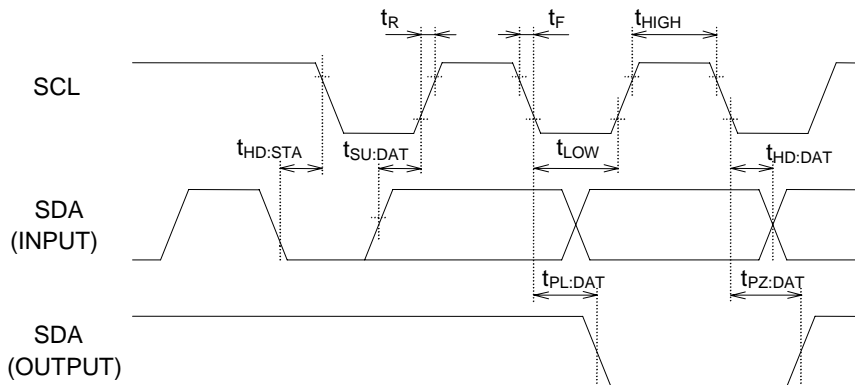 tR tF tHIGH
SCL
tHD:STA tSU:DAT tLOW tHD:DAT
SDA
(INPUT)
tPL:DAT tPZ:DAT
SDA
(OUTPUT)